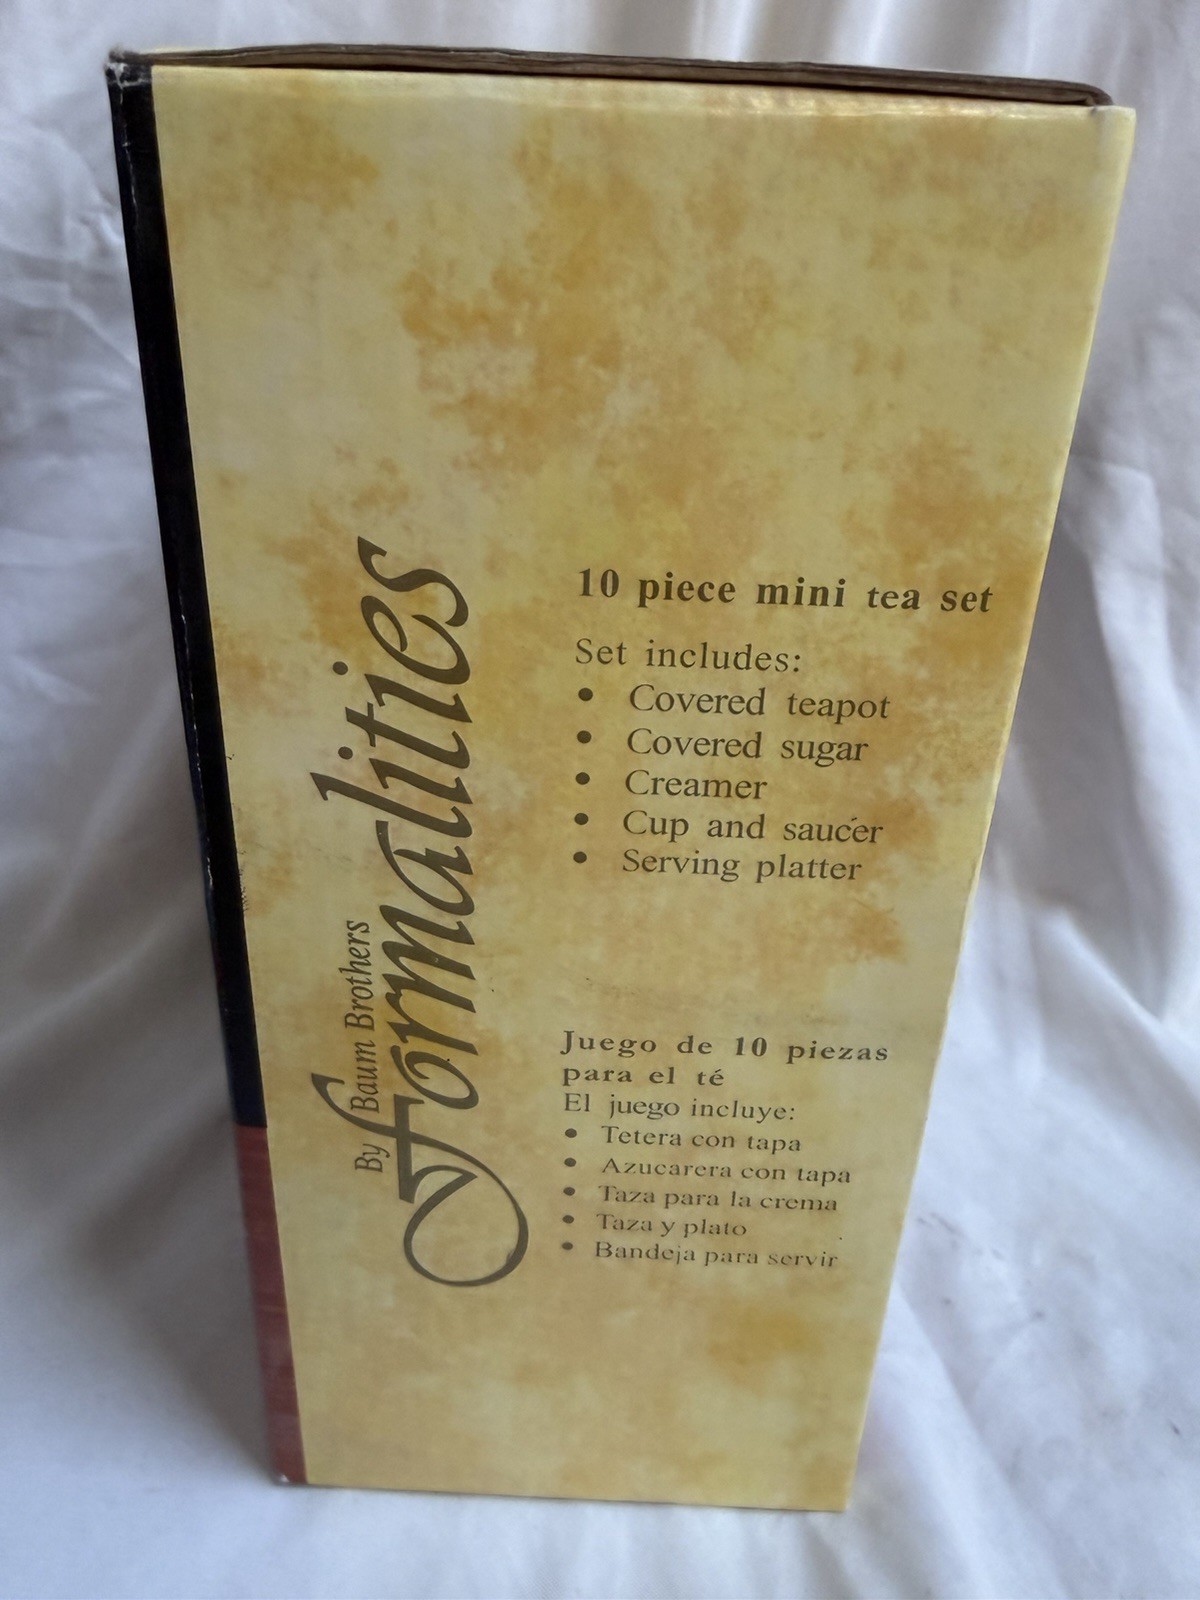 Formalities
By Baum Brothers
10 piece mini tea set
Set includes:
• Covered teapot
• Covered sugar
• Creamer
• Cup and saucer
• Serving platter
Juego de 10 piezas
para el té
El juego incluye:
• Tetera con tapa
• Azucarera con tapa
• Taza para la crema
• Taza y plato
• Bandeja para servir